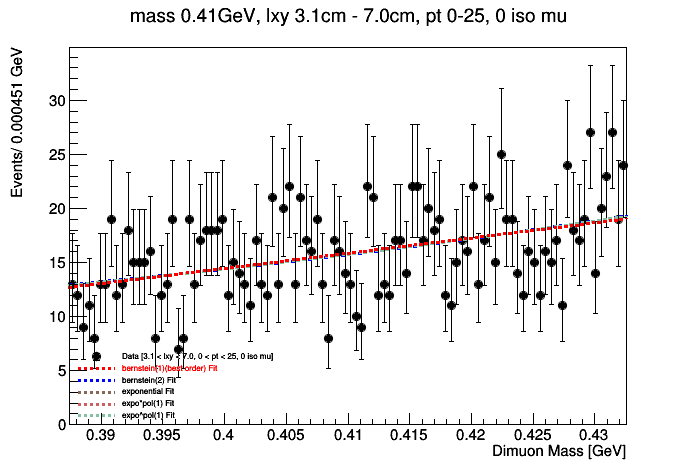 mass 0.41GeV, lxy 3.1cm - 7.0cm, pt 0-25, 0 iso mu
Events/ 0.000451 GeV
30
25
20
15
10
5
0
Data [3.1 < lxy < 7.0, 0 < pt < 25, 0 iso mu]
bernstein(1)(best order) Fit
bernstein(2) Fit
exponential Fit
expo*pol(1) Fit
expo^pol(1) Fit
0.39 0.395 0.4 0.405 0.41 0.415 0.42 0.425 0.43
Dimuon Mass [GeV]